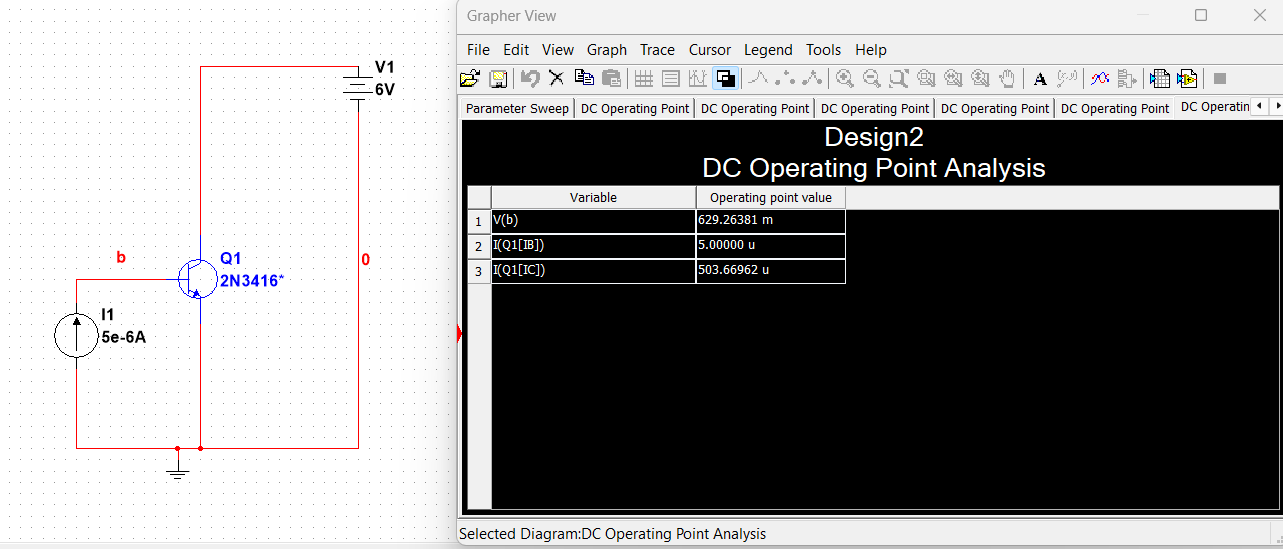 V1
6V
b
Q1
2N3416*
0
I1
5e-6A
Grapher View
File Edit View Graph Trace Cursor Legend Tools Help
A
Parameter Sweep DC Operating Point DC Operating Point DC Operating Point DC Operating Point DC Operating Point DC Operatin
Design2
DC Operating Point Analysis
Variable Operating point value
1 V(b) 629.26381 m
2 I(Q1[IB]) 5.00000 u
3 I(Q1[IC]) 503.66962 u
Selected Diagram:DC Operating Point Analysis